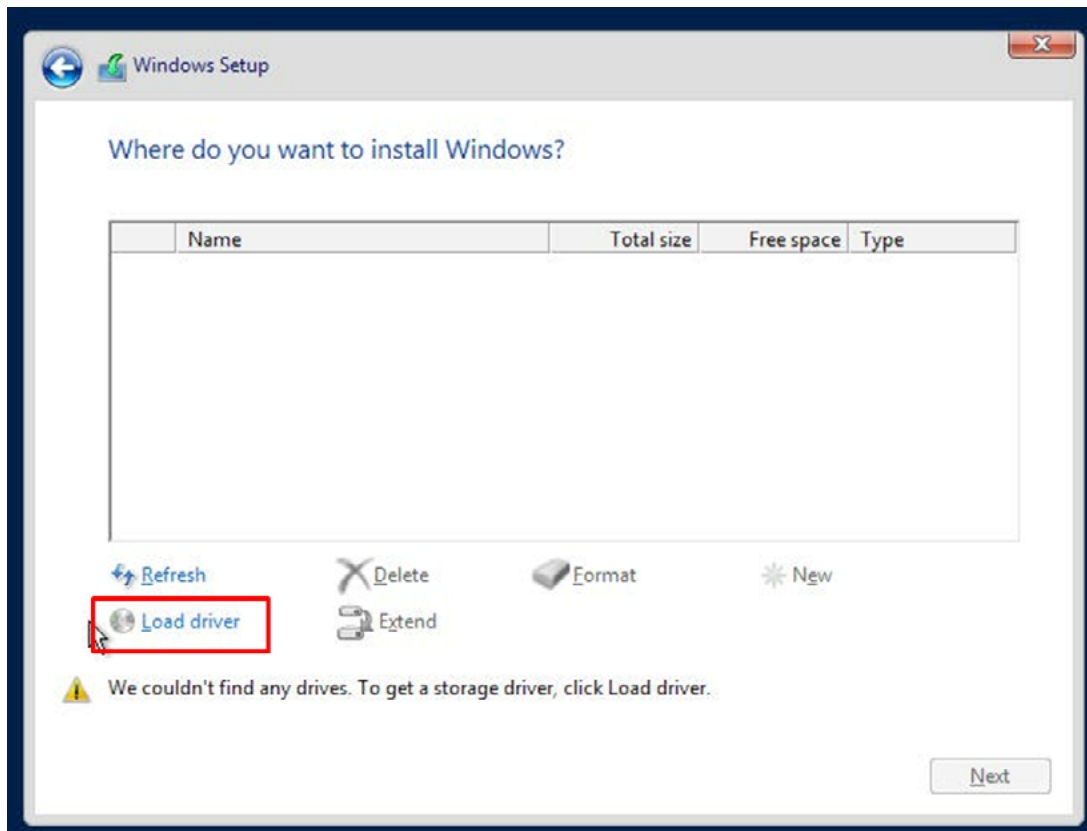 Windows Setup
Where do you want to install Windows?
Name Total size Free space Type
Refresh Delete Format New
Load driver Extend
We couldn't find any drives. To get a storage driver, click Load driver.
Next